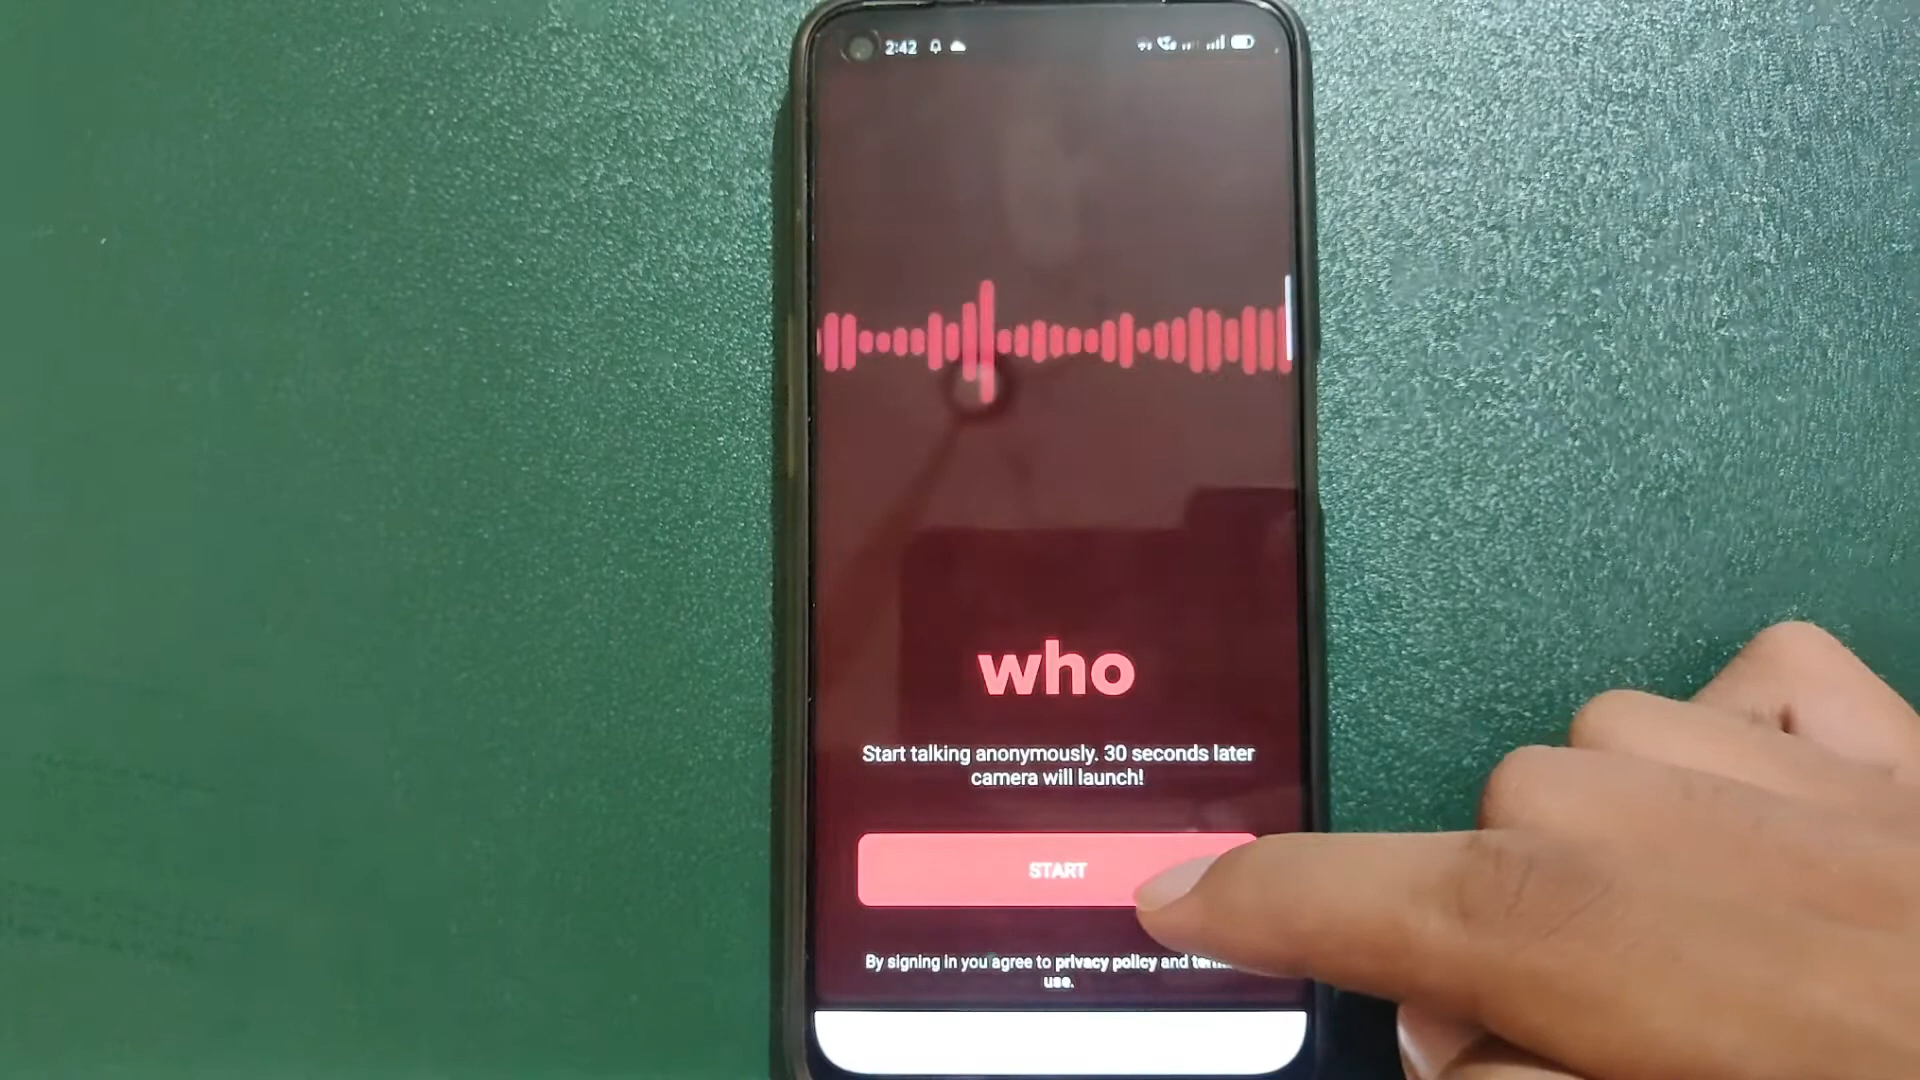 2:42
who
Start talking anonymously. 30 seconds later
camera will launch!
START
By signing in you agree to privacy policy and
use.